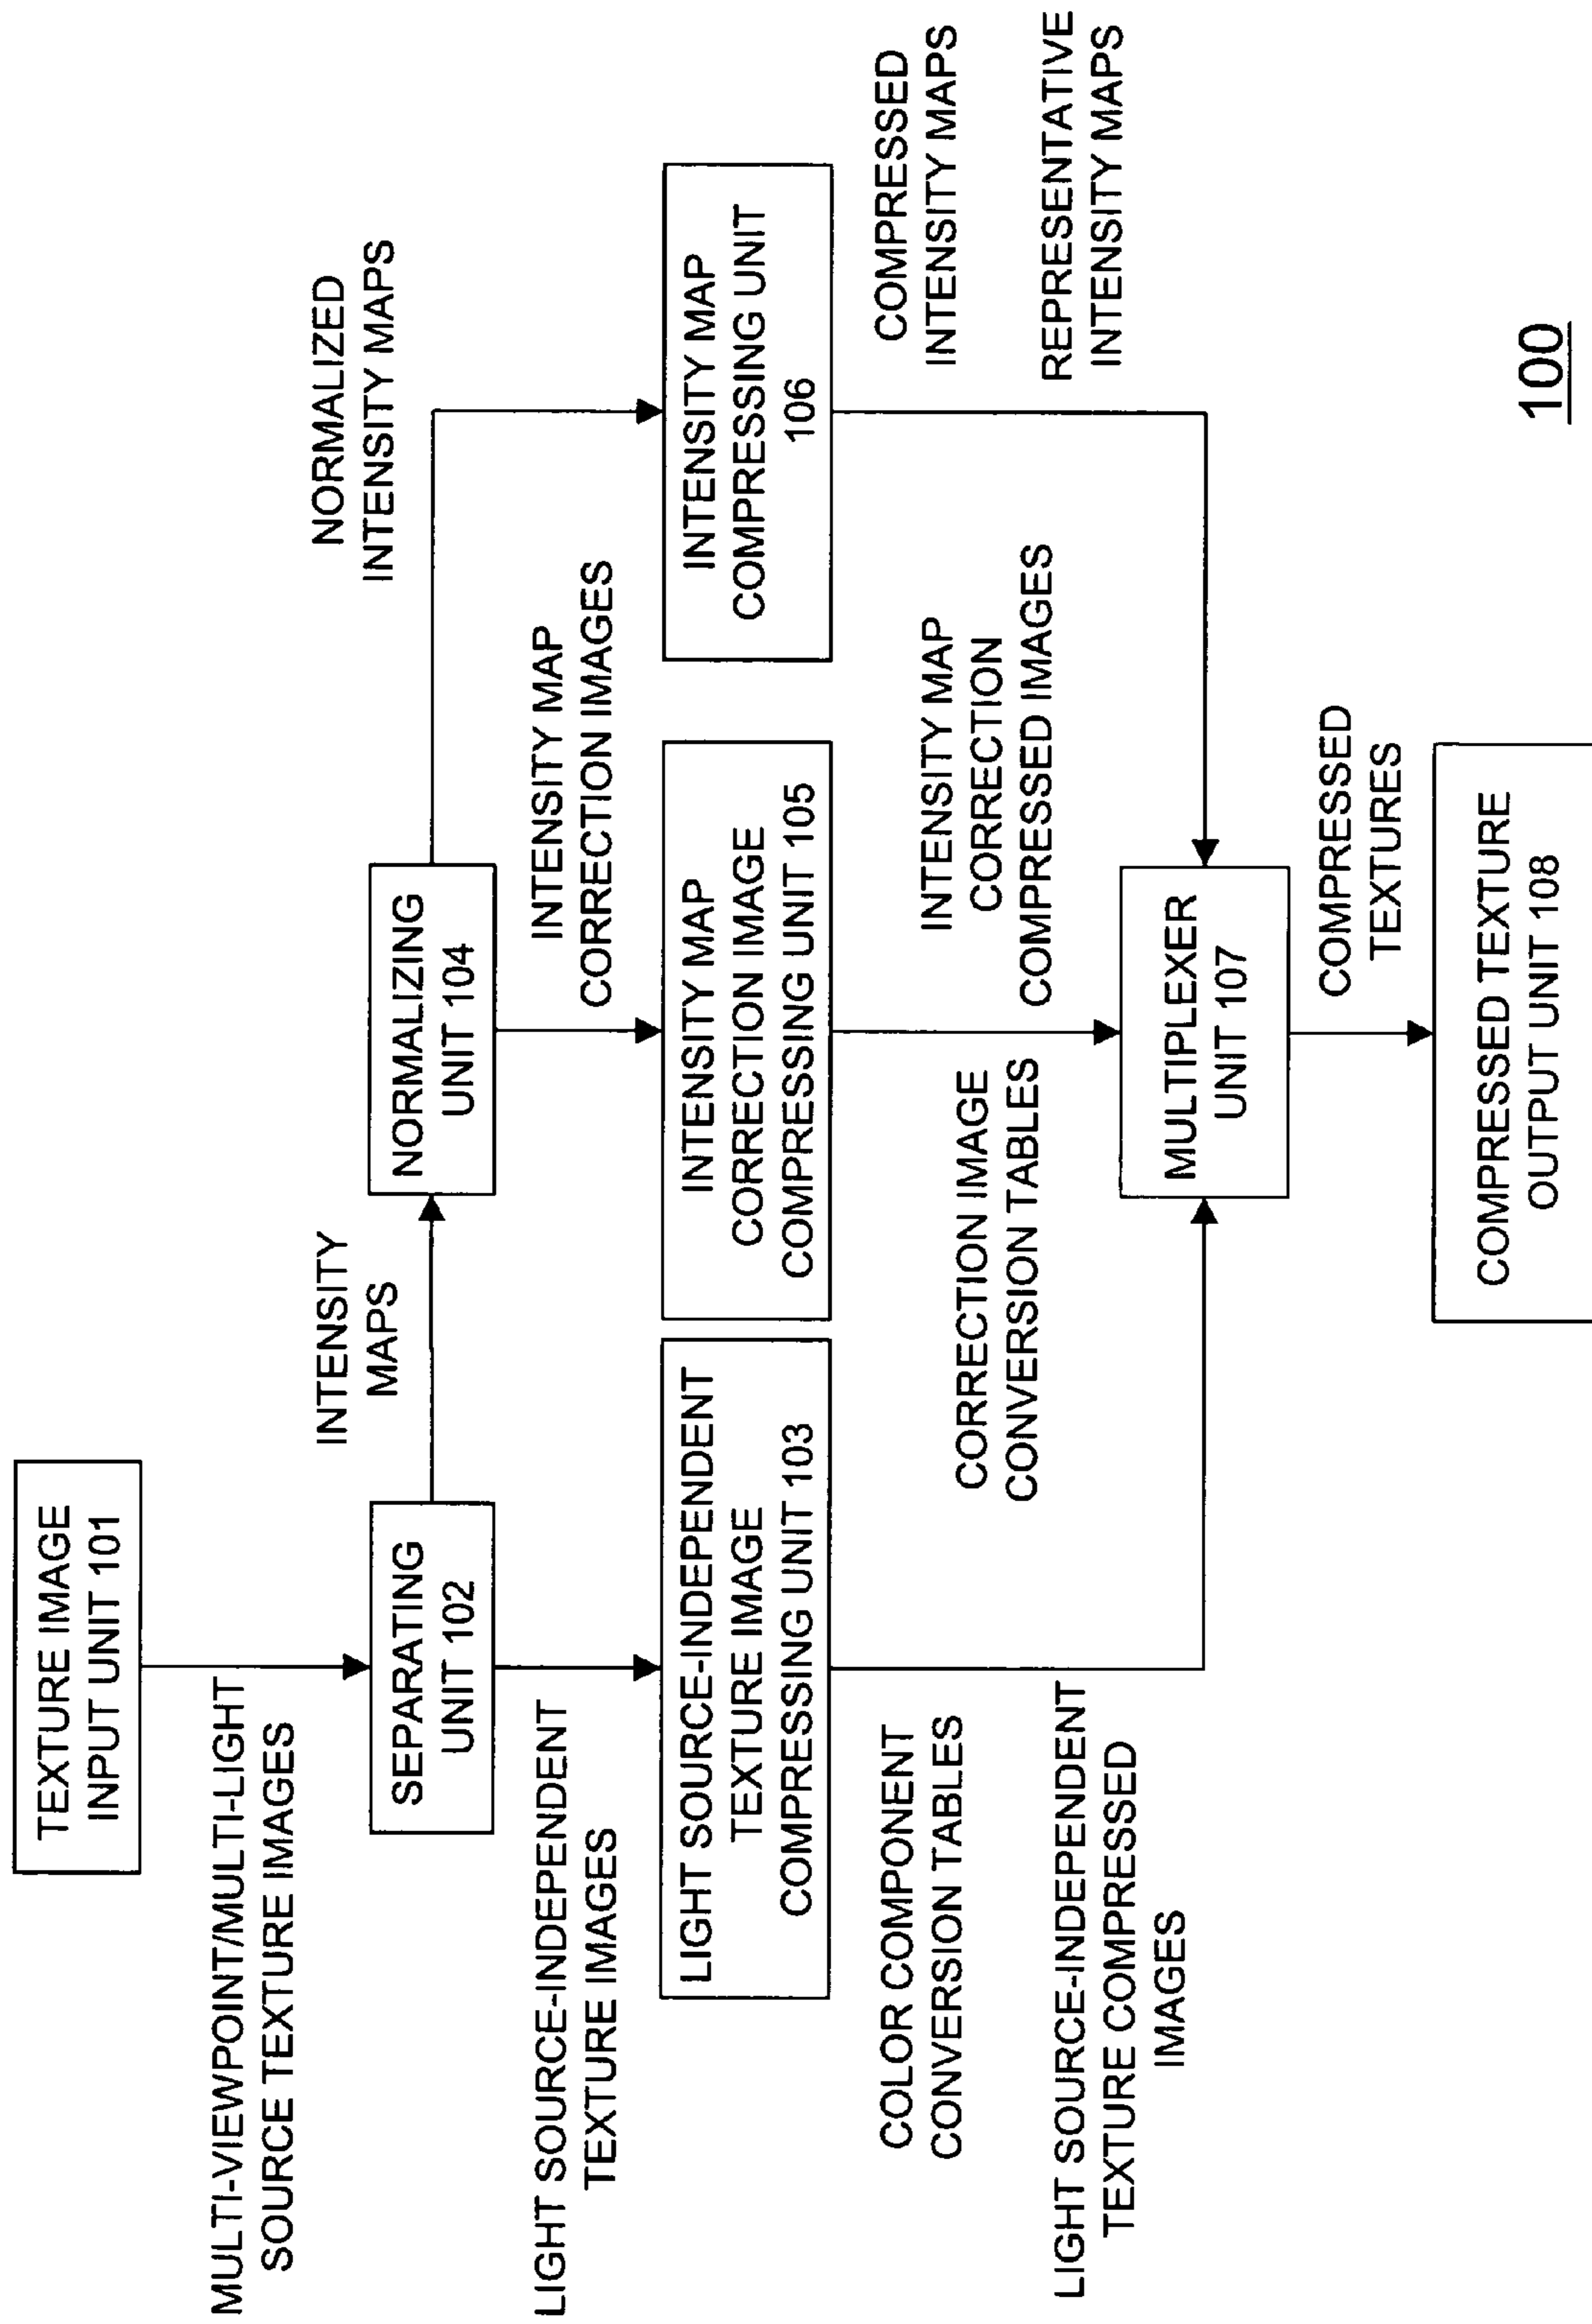 TEXTURE IMAGE
INPUT UNIT 101
MULTI-VIEWPOINT/MULTI-LIGHT
SOURCE TEXTURE IMAGES
SEPARATING
UNIT 102
INTENSITY
MAPS
NORMALIZING
UNIT 104
NORMALIZED
INTENSITY MAPS
LIGHT SOURCE-INDEPENDENT
TEXTURE IMAGES
INTENSITY MAP
CORRECTION IMAGES
LIGHT SOURCE-INDEPENDENT
TEXTURE IMAGE
COMPRESSING UNIT 103
INTENSITY MAP
CORRECTION IMAGE
COMPRESSING UNIT 105
INTENSITY MAP
COMPRESSING UNIT
106
COLOR COMPONENT
CONVERSION TABLES
LIGHT SOURCE-INDEPENDENT
TEXTURE COMPRESSED
IMAGES
CORRECTION IMAGE
CONVERSION TABLES
INTENSITY MAP
CORRECTION
COMPRESSED IMAGES
COMPRESSED
INTENSITY MAPS
REPRESENTATIVE
INTENSITY MAPS
MULTIPLEXER
UNIT 107
COMPRESSED
TEXTURES
COMPRESSED TEXTURE
OUTPUT UNIT 108
100